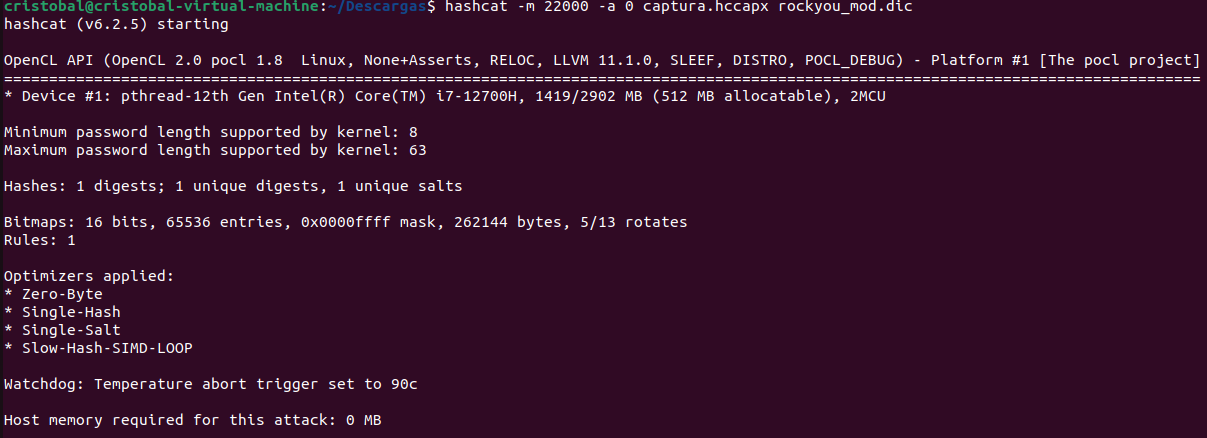 cristobal@cristobal-virtual-machine:~/Descargas$ hashcat -m 22000 -a 0 captura.hccapx rockyou_mod.dic
hashcat (v6.2.5) starting
OpenCL API (OpenCL 2.0 pocl 1.8  Linux, None+Asserts, RELOC, LLVM 11.1.0, SLEEF, DISTRO, POCL_DEBUG) - Platform #1 [The pocl project]
=====================================================================================================================================
* Device #1: pthread-12th Gen Intel(R) Core(TM) i7-12700H, 1419/2902 MB (512 MB allocatable), 2MCU
Minimum password length supported by kernel: 8
Maximum password length supported by kernel: 63
Hashes: 1 digests; 1 unique digests, 1 unique salts
Bitmaps: 16 bits, 65536 entries, 0x0000ffff mask, 262144 bytes, 5/13 rotates
Rules: 1
Optimizers applied:
* Zero-Byte
* Single-Hash
* Single-Salt
* Slow-Hash-SIMD-LOOP
Watchdog: Temperature abort trigger set to 90c
Host memory required for this attack: 0 MB